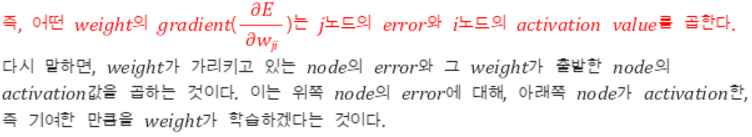 즉, 어떤 weight의 gradient(∂E/∂w_ji)는 j노드의 error와 i노드의 activation value를 곱한다.
다시 말하면, weight가 가리키고 있는 node의 error와 그 weight가 출발한 node의
activation값을 곱하는 것이다. 이는 위쪽 node의 error에 대해, 아래쪽 node가 activation한,
즉 기여한 만큼을 weight가 학습하겠다는 것이다.